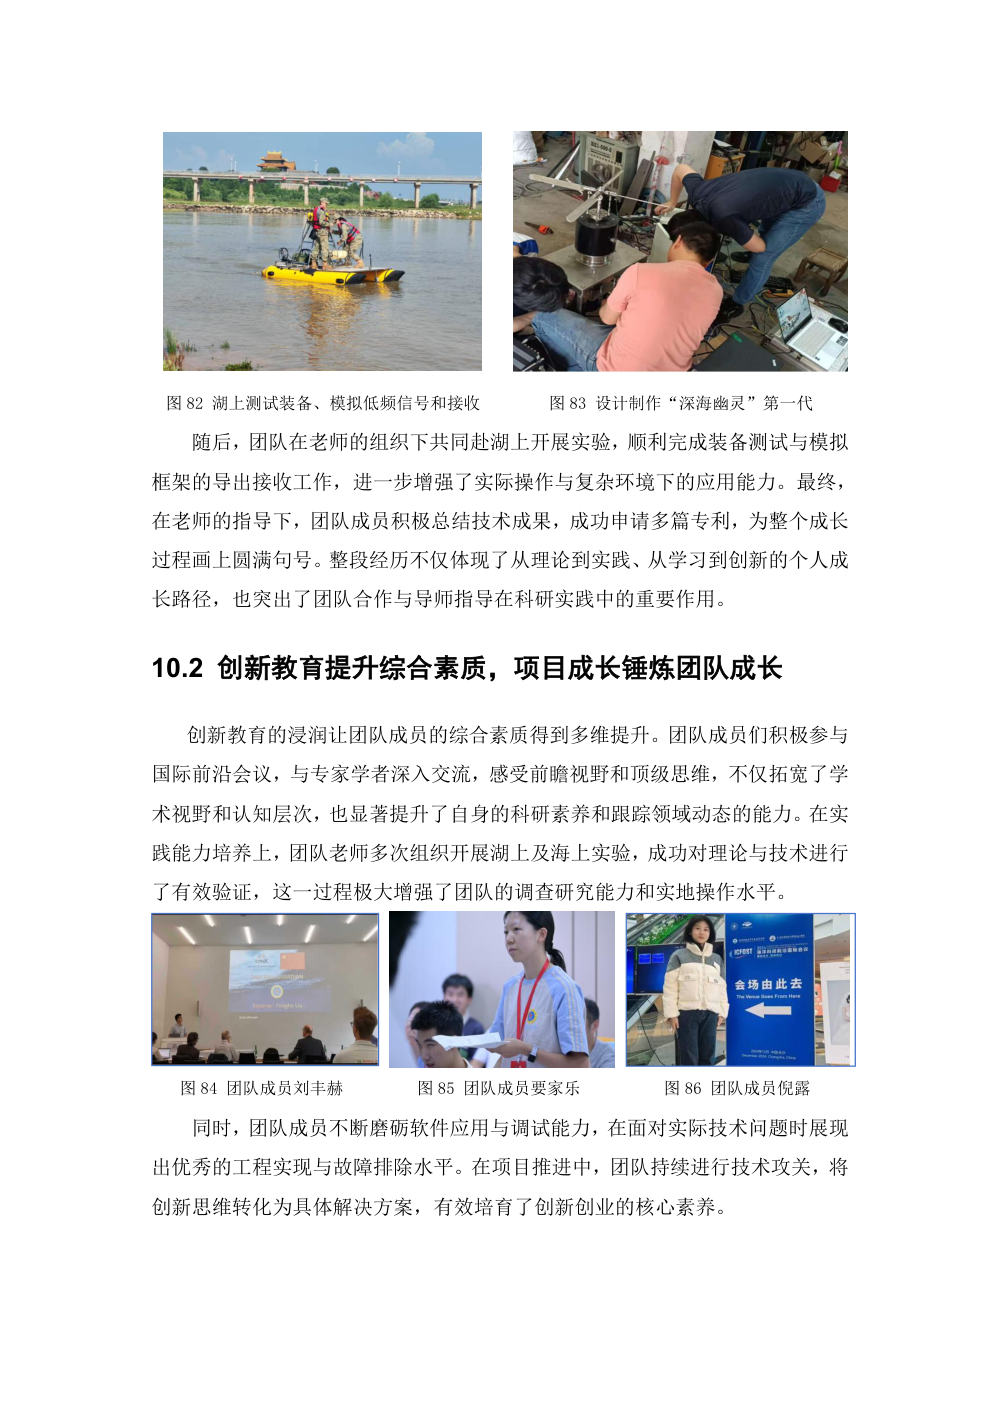 BX1-500-2
图 82 湖上测试装备、模拟低频信号和接收
图 83 设计制作“深海幽灵”第一代
随后，团队在老师的组织下共同赴湖上开展实验，顺利完成装备测试与模拟
框架的导出接收工作，进一步增强了实际操作与复杂环境下的应用能力。最终，
在老师的指导下，团队成员积极总结技术成果，成功申请多篇专利，为整个成长
过程画上圆满句号。整段经历不仅体现了从理论到实践、从学习到创新的个人成
长路径，也突出了团队合作与导师指导在科研实践中的重要作用。
10.2 创新教育提升综合素质，项目成长锤炼团队成长
创新教育的浸润让团队成员的综合素质得到多维提升。团队成员们积极参与
国际前沿会议，与专家学者深入交流，感受前瞻视野和顶级思维，不仅拓宽了学
术视野和认知层次，也显著提升了自身的科研素养和跟踪领域动态的能力。在实
践能力培养上，团队老师多次组织开展湖上及海上实验，成功对理论与技术进行
了有效验证，这一过程极大增强了团队的调查研究能力和实地操作水平。
ICFOST
会场由此去
The Venue Goes From Here
图 84 团队成员刘丰赫
图 85 团队成员要家乐
图 86 团队成员倪露
同时，团队成员不断磨砺软件应用与调试能力，在面对实际技术问题时展现
出优秀的工程实现与故障排除水平。在项目推进中，团队持续进行技术攻关，将
创新思维转化为具体解决方案，有效培育了创新创业的核心素养。